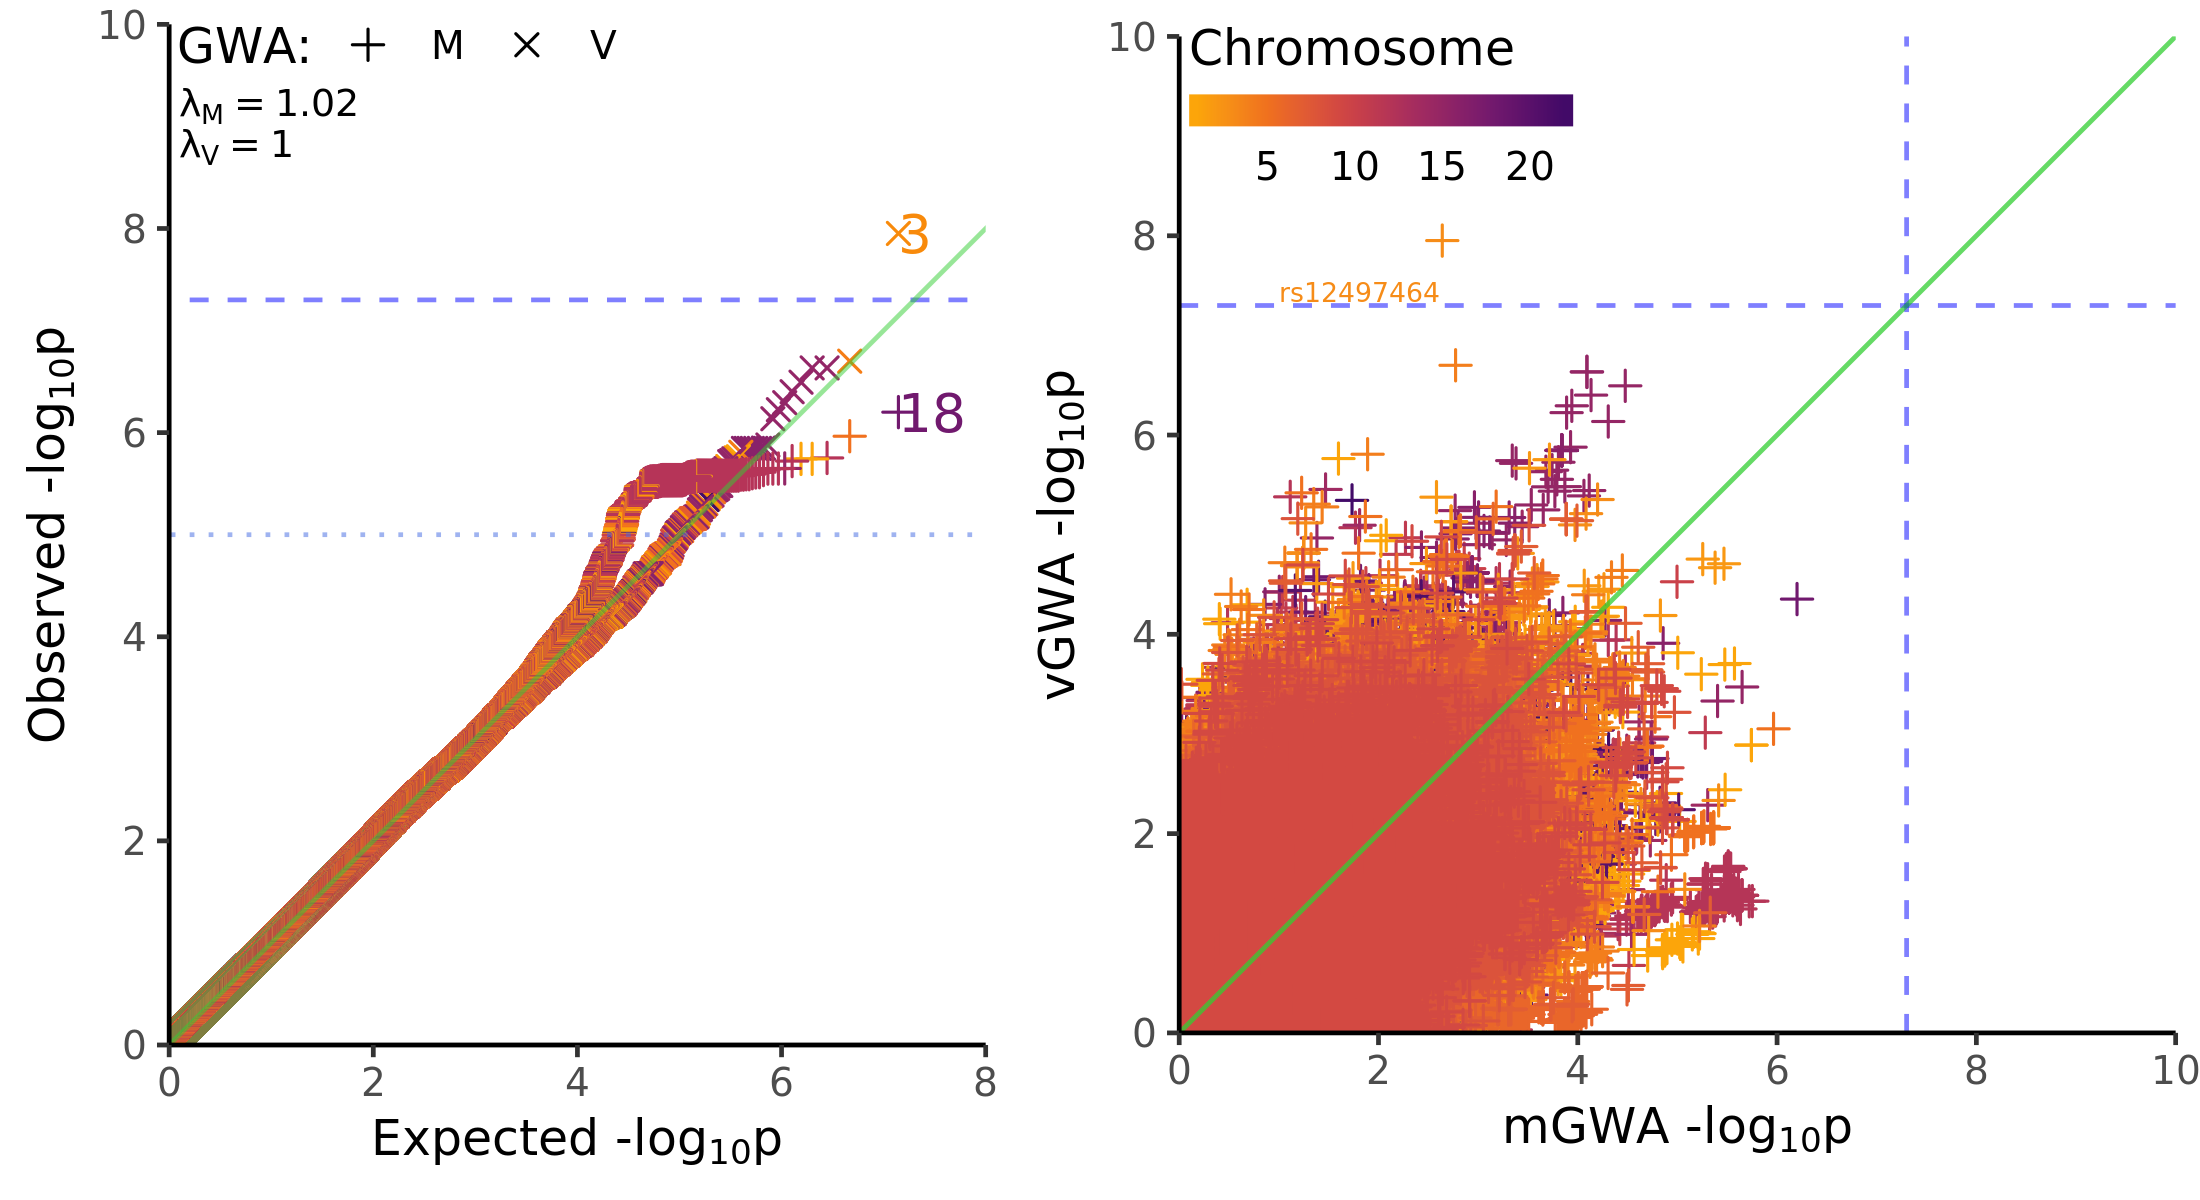 GWA: + M × V
λM = 1.02
λV = 1
10
8
6
4
2
0
3
18
0 2 4 6 8
Expected -log10p
Observed -log10p
Chromosome
5 10 15 20
10
8
6
4
2
0
rs12497464
0 2 4 6 8 10
mGWA -log10p
vGWA -log10p